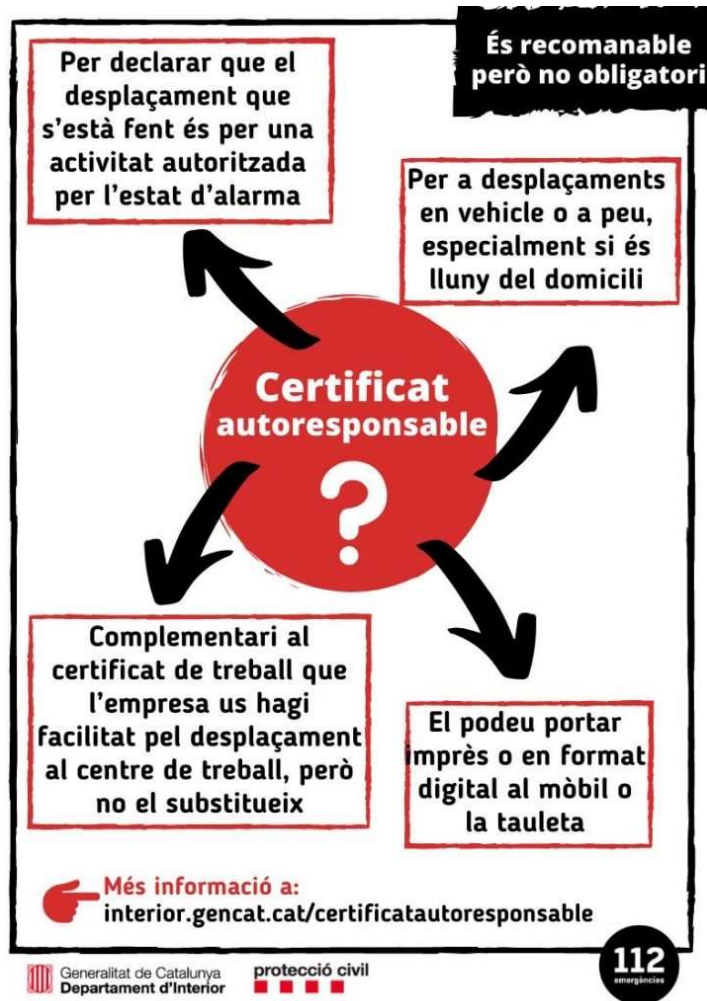 És recomanable
però no obligatori
Per declarar que el
desplaçament que
s'està fent és per una
activitat autoritzada
per l'estat d'alarma
Per a desplaçaments
en vehicle o a peu,
especialment si és
lluny del domicili
Certificat
autoresponsable
?
Complementari al
certificat de treball que
l'empresa us hagi
facilitat pel desplaçament
al centre de treball, però
no el substitueix
El podeu portar
imprès o en format
digital al mòbil o
la tauleta
Més informació a:
interior.gencat.cat/certificatautoresponsable
Generalitat de Catalunya
Departament d'Interior
protecció civil
112
emergències